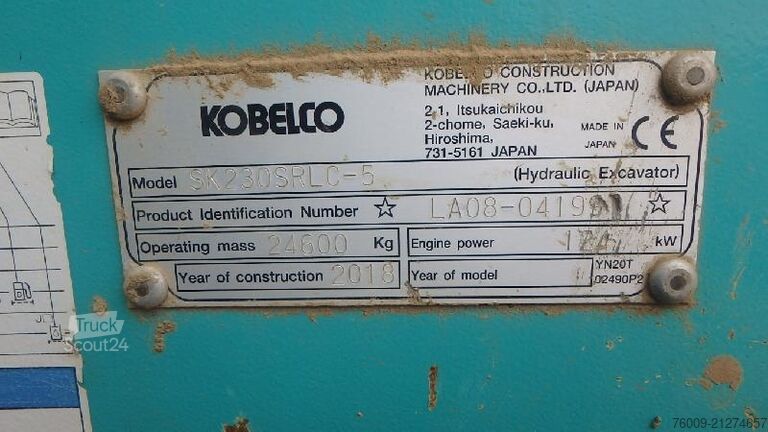 KOBELCO
KOBELCO CONSTRUCTION
MACHINERY CO.,LTD. (JAPAN)
2,1, Itsukaichikou
2-chome, Saeki-ku,
Hiroshima,
731-5161 JAPAN
MADE IN
JAPAN
CE
Model SK230SRLC-5 (Hydraulic Excavator)
Product Identification Number ☆ ☆
Operating mass 24600 Kg
Engine power kW
Year of construction 2018
Year of model
YN20T
02490P2
Truck
Scout24
76009-21274657